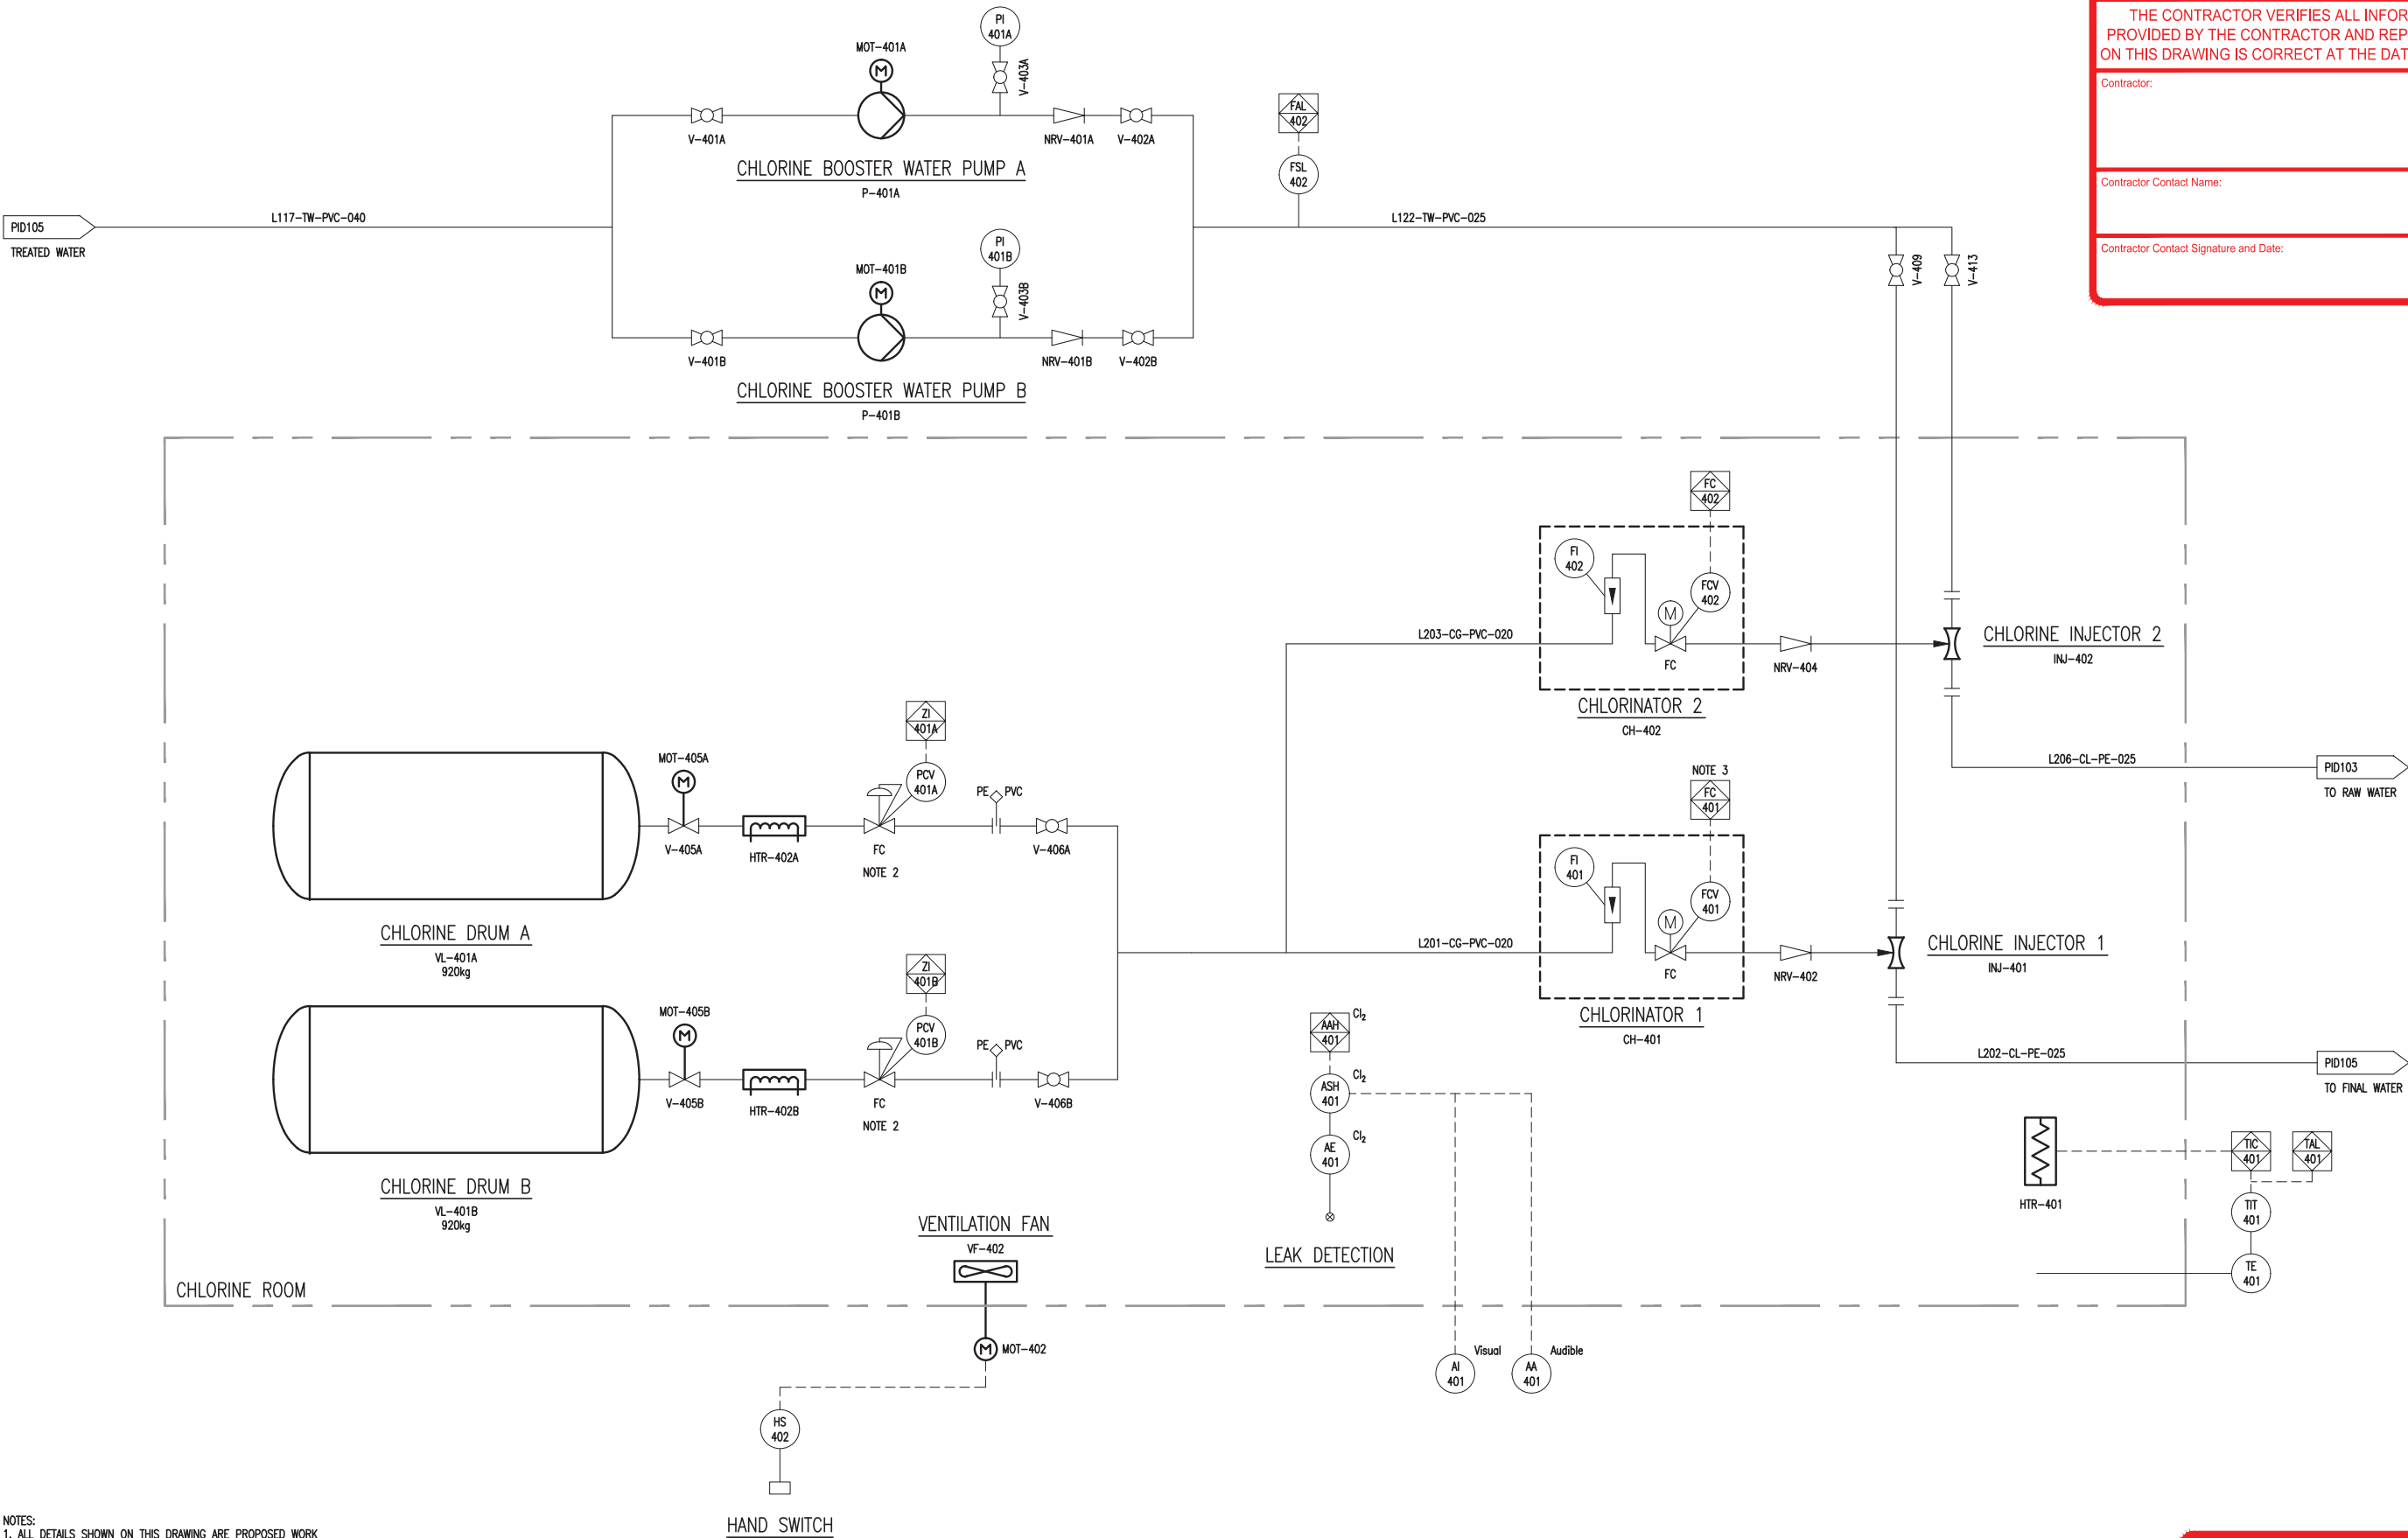 THE CONTRACTOR VERIFIES ALL INFOR
PROVIDED BY THE CONTRACTOR AND REP
ON THIS DRAWING IS CORRECT AT THE DAT
Contractor:
Contractor Contact Name:
Contractor Contact Signature and Date:
PI
401A
MOT-401A
M
V-403A
V-401A
NRV-401A
V-402A
CHLORINE BOOSTER WATER PUMP A
P-401A
FAL
402
FSL
402
PID105
TREATED WATER
L117-TW-PVC-040
L122-TW-PVC-025
PI
401B
MOT-401B
M
V-403B
V-401B
NRV-401B
V-402B
CHLORINE BOOSTER WATER PUMP B
P-401B
V-409
V-413
FC
402
FI
402
FCV
402
M
FC
L203-CG-PVC-020
NRV-404
CHLORINATOR 2
CH-402
CHLORINE INJECTOR 2
INJ-402
L206-CL-PE-025
PID103
TO RAW WATER
ZI
401A
MOT-405A
M
PCV
401A
PE
PVC
V-405A
HTR-402A
FC
NOTE 2
V-406A
CHLORINE DRUM A
VL-401A
920kg
NOTE 3
FC
401
FI
401
FCV
401
M
FC
L201-CG-PVC-020
NRV-402
CHLORINATOR 1
CH-401
CHLORINE INJECTOR 1
INJ-401
L202-CL-PE-025
PID105
TO FINAL WATER
ZI
401B
MOT-405B
M
PCV
401B
PE
PVC
V-405B
HTR-402B
FC
NOTE 2
V-406B
CHLORINE DRUM B
VL-401B
920kg
AAH
401
Cl₂
ASH
401
Cl₂
AE
401
Cl₂
LEAK DETECTION
HTR-401
TIC
401
TAL
401
TIT
401
TE
401
VENTILATION FAN
VF-402
CHLORINE ROOM
M
MOT-402
AI
401
Visual
AA
401
Audible
HS
402
HAND SWITCH
NOTES:
1. ALL DETAILS SHOWN ON THIS DRAWING ARE PROPOSED WORK